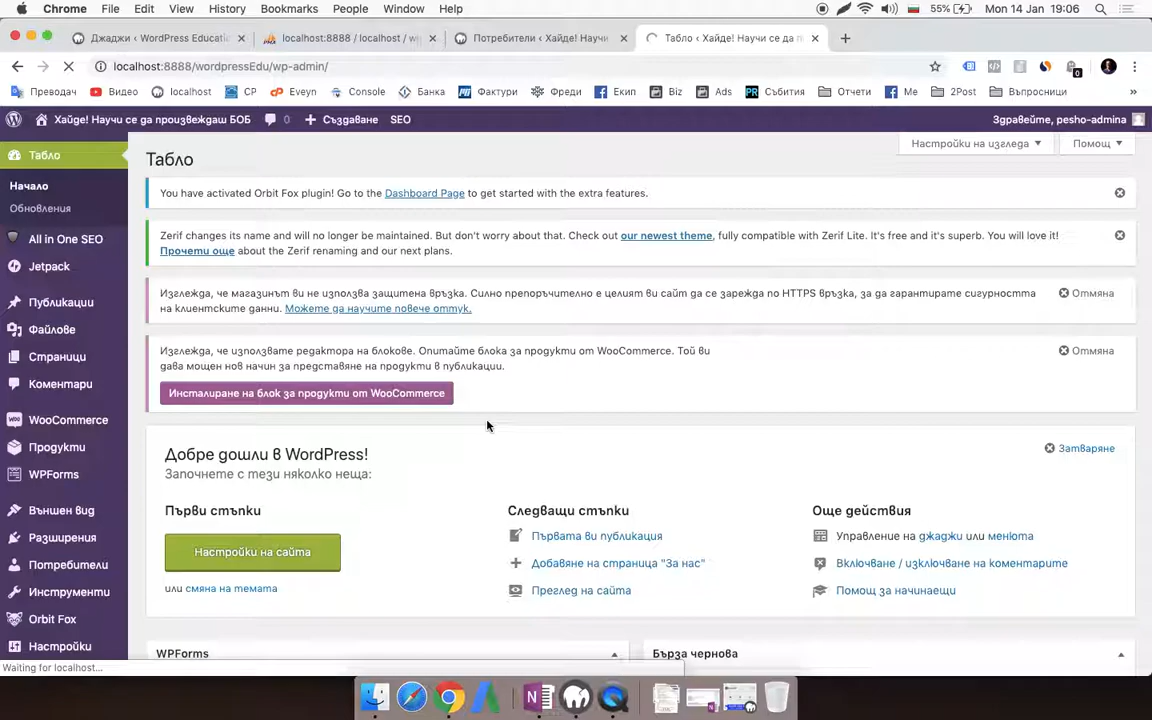 Chrome File Edit View History Bookmarks People Window Help 55% Mon 14 Jan 19:06
Джаджи ‹ WordPress Educati
localhost:8888 / localhost / w
Потребители ‹ Хайде! Научи
Табло ‹ Хайде! Научи се да п
localhost:8888/wordpressEdu/wp-admin/
Преводач Видео localhost CP Eveyn Console Банка Фактури Фреди Екип Biz Ads Събития Отчети Me 2Post Въпросници »
Хайде! Научи се да произвеждаш БОБ 0 Създаване SEO Здравейте, pesho-admina
Табло
Начало
Обновления
All in One SEO
Jetpack
Публикации
Файлове
Страници
Коментари
WooCommerce
Продукти
WPForms
Външен вид
Разширения
Потребители
Инструменти
Orbit Fox
Настройки
Настройки на изгледа
Помощ
Табло
You have activated Orbit Fox plugin! Go to the Dashboard Page to get started with the extra features.
Zerif changes its name and will no longer be maintained. But don't worry about that. Check out our newest theme, fully compatible with Zerif Lite. It's free and it's superb. You will love it!
Прочети още about the Zerif renaming and our next plans.
Изглежда, че магазинът ви не използва защитена връзка. Силно препоръчително е целият ви сайт да се зарежда по HTTPS връзка, за да гарантирате сигурността
на клиентските данни. Можете да научите повече оттук.
Отмяна
Изглежда, че използвате редактора на блокове. Опитайте блока за продукти от WooCommerce. Той ви
дава мощен нов начин за представяне на продукти в публикации.
Отмяна
Инсталиране на блок за продукти от WooCommerce
Добре дошли в WordPress!
Затваряне
Започнете с тези няколко неща:
Първи стъпки
Настройки на сайта
или смяна на темата
Следващи стъпки
Първата ви публикация
Добавяне на страница "За нас"
Преглед на сайта
Още действия
Управление на джаджи или менюта
Включване / изключване на коментарите
Помощ за начинаещи
WPForms
Бърза чернова
Waiting for localhost...